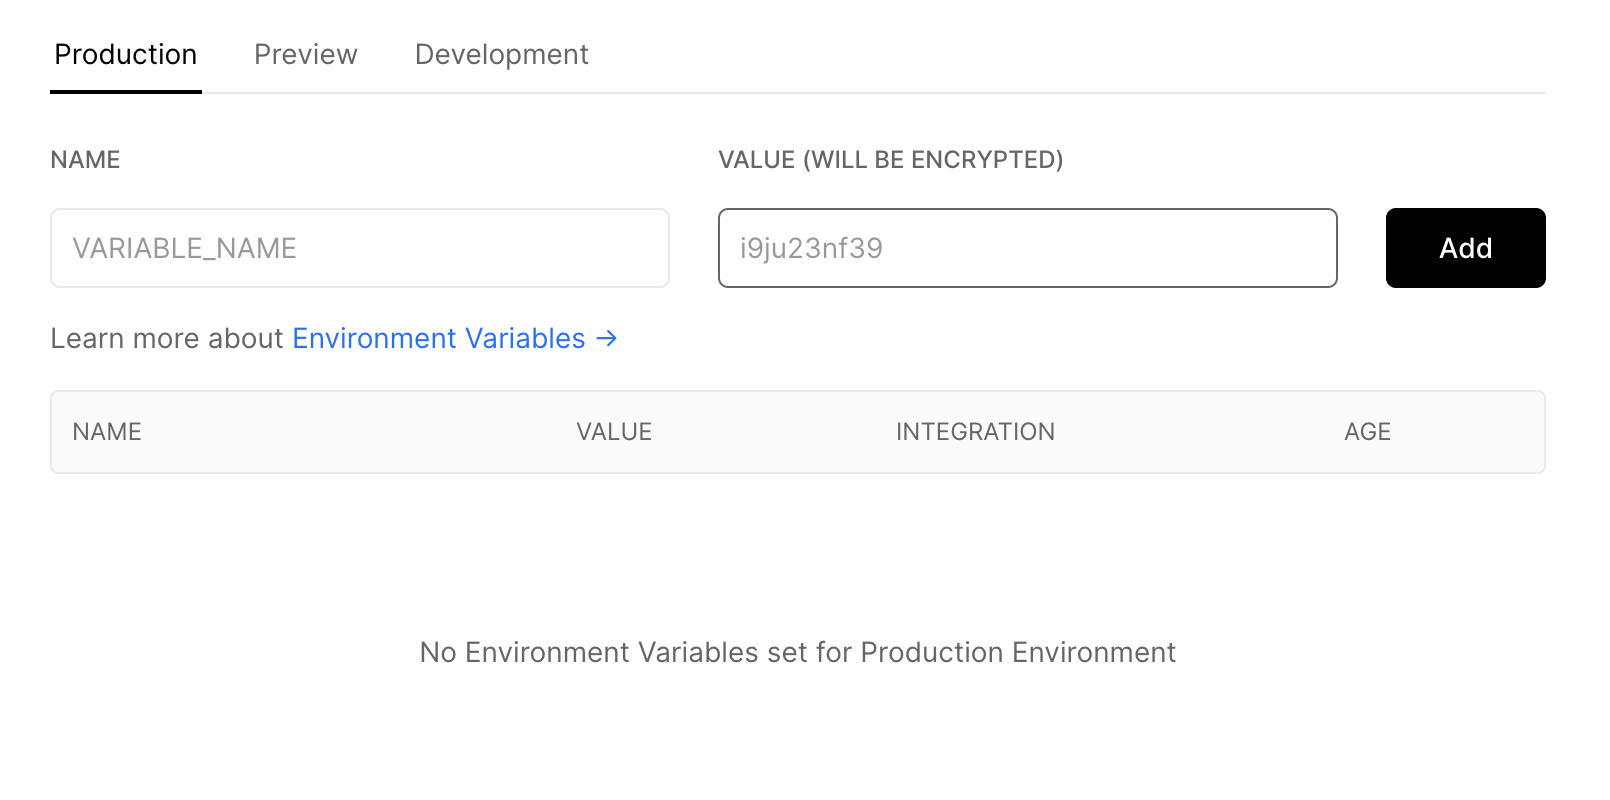 Production Preview Development
NAME VALUE (WILL BE ENCRYPTED)
VARIABLE_NAME i9ju23nf39 Add
Learn more about Environment Variables →
NAME VALUE INTEGRATION AGE
No Environment Variables set for Production Environment